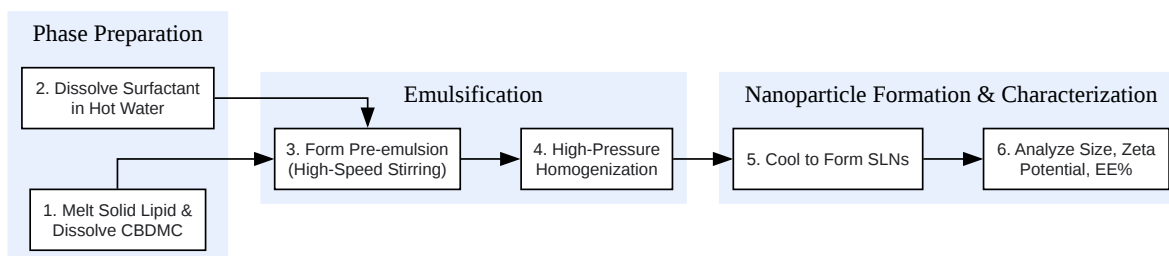 Phase Preparation
2. Dissolve Surfactant
in Hot Water
1. Melt Solid Lipid &
Dissolve CBDMC
Emulsification
3. Form Pre-emulsion
(High-Speed Stirring)
4. High-Pressure
Homogenization
Nanoparticle Formation & Characterization
5. Cool to Form SLNs
6. Analyze Size, Zeta
Potential, EE%